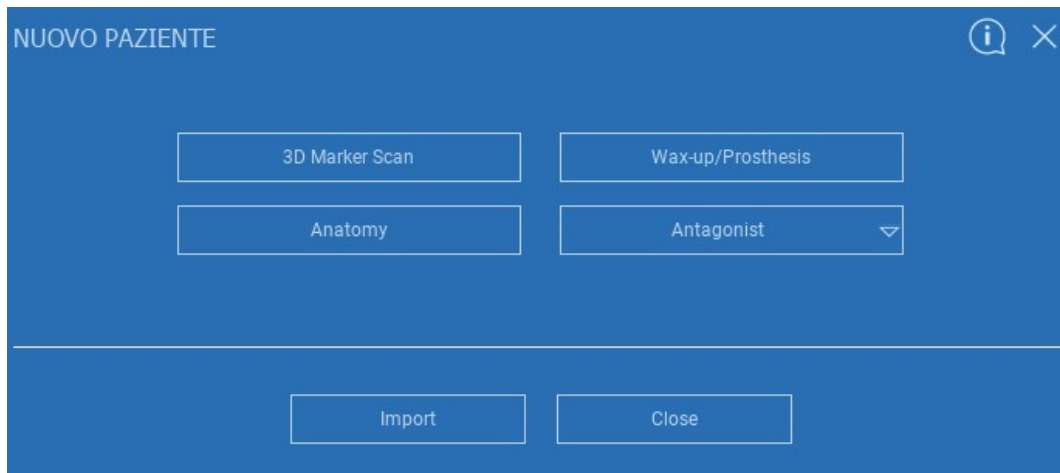 NUOVO PAZIENTE
3D Marker Scan
Wax-up/Prosthesis
Anatomy
Antagonist
Import
Close